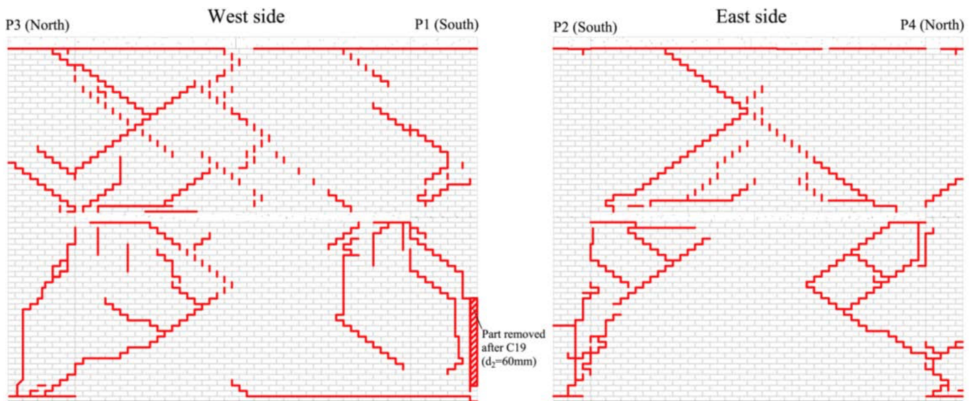 West side
East side
P3 (North)
P1 (South)
P2 (South)
P4 (North)
Part removed
after C19
(d₂=60mm)